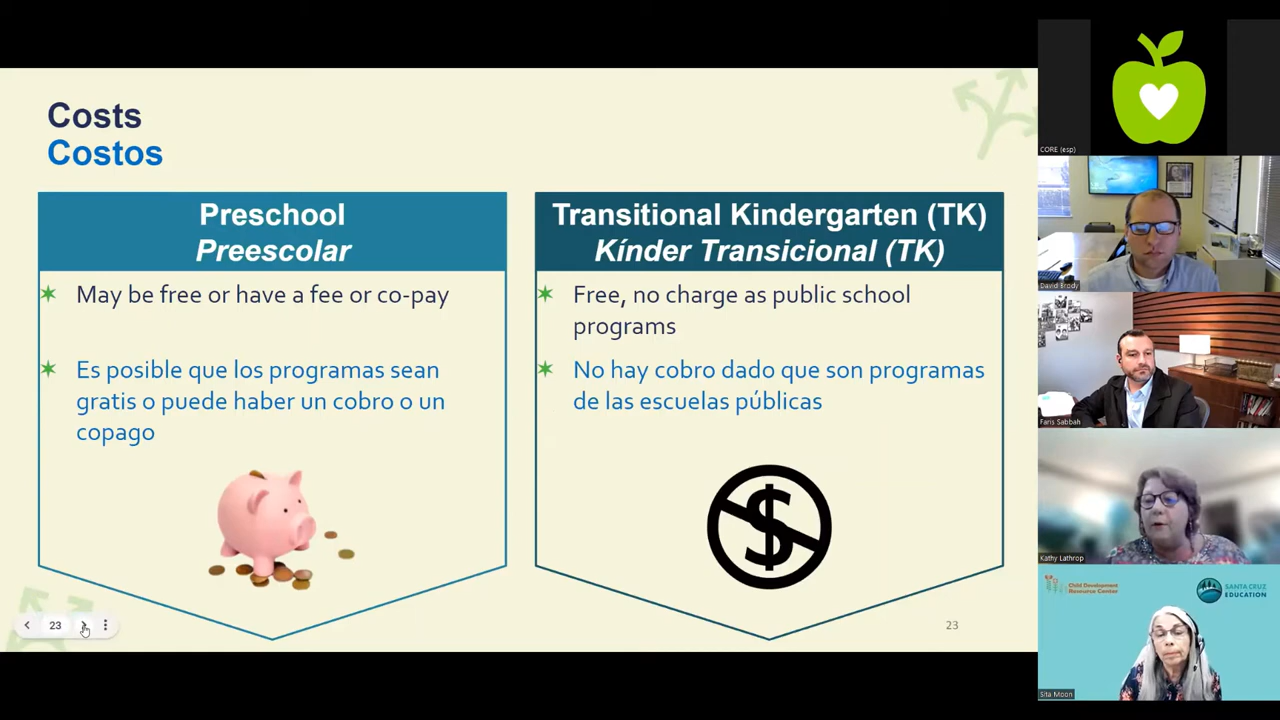 Costs
Costos
Preschool
Preescolar
May be free or have a fee or co-pay
Es posible que los programas sean
gratis o puede haber un cobro o un
copago
Transitional Kindergarten (TK)
Kínder Transicional (TK)
Free, no charge as public school
programs
No hay cobro dado que son programas
de las escuelas públicas
$
23
23
CORE (esp)
David Brody
Faris Sabbah
Kathy Lathrop
Child Development
Resource Center
SANTA CRUZ
EDUCATION
Sita Moon